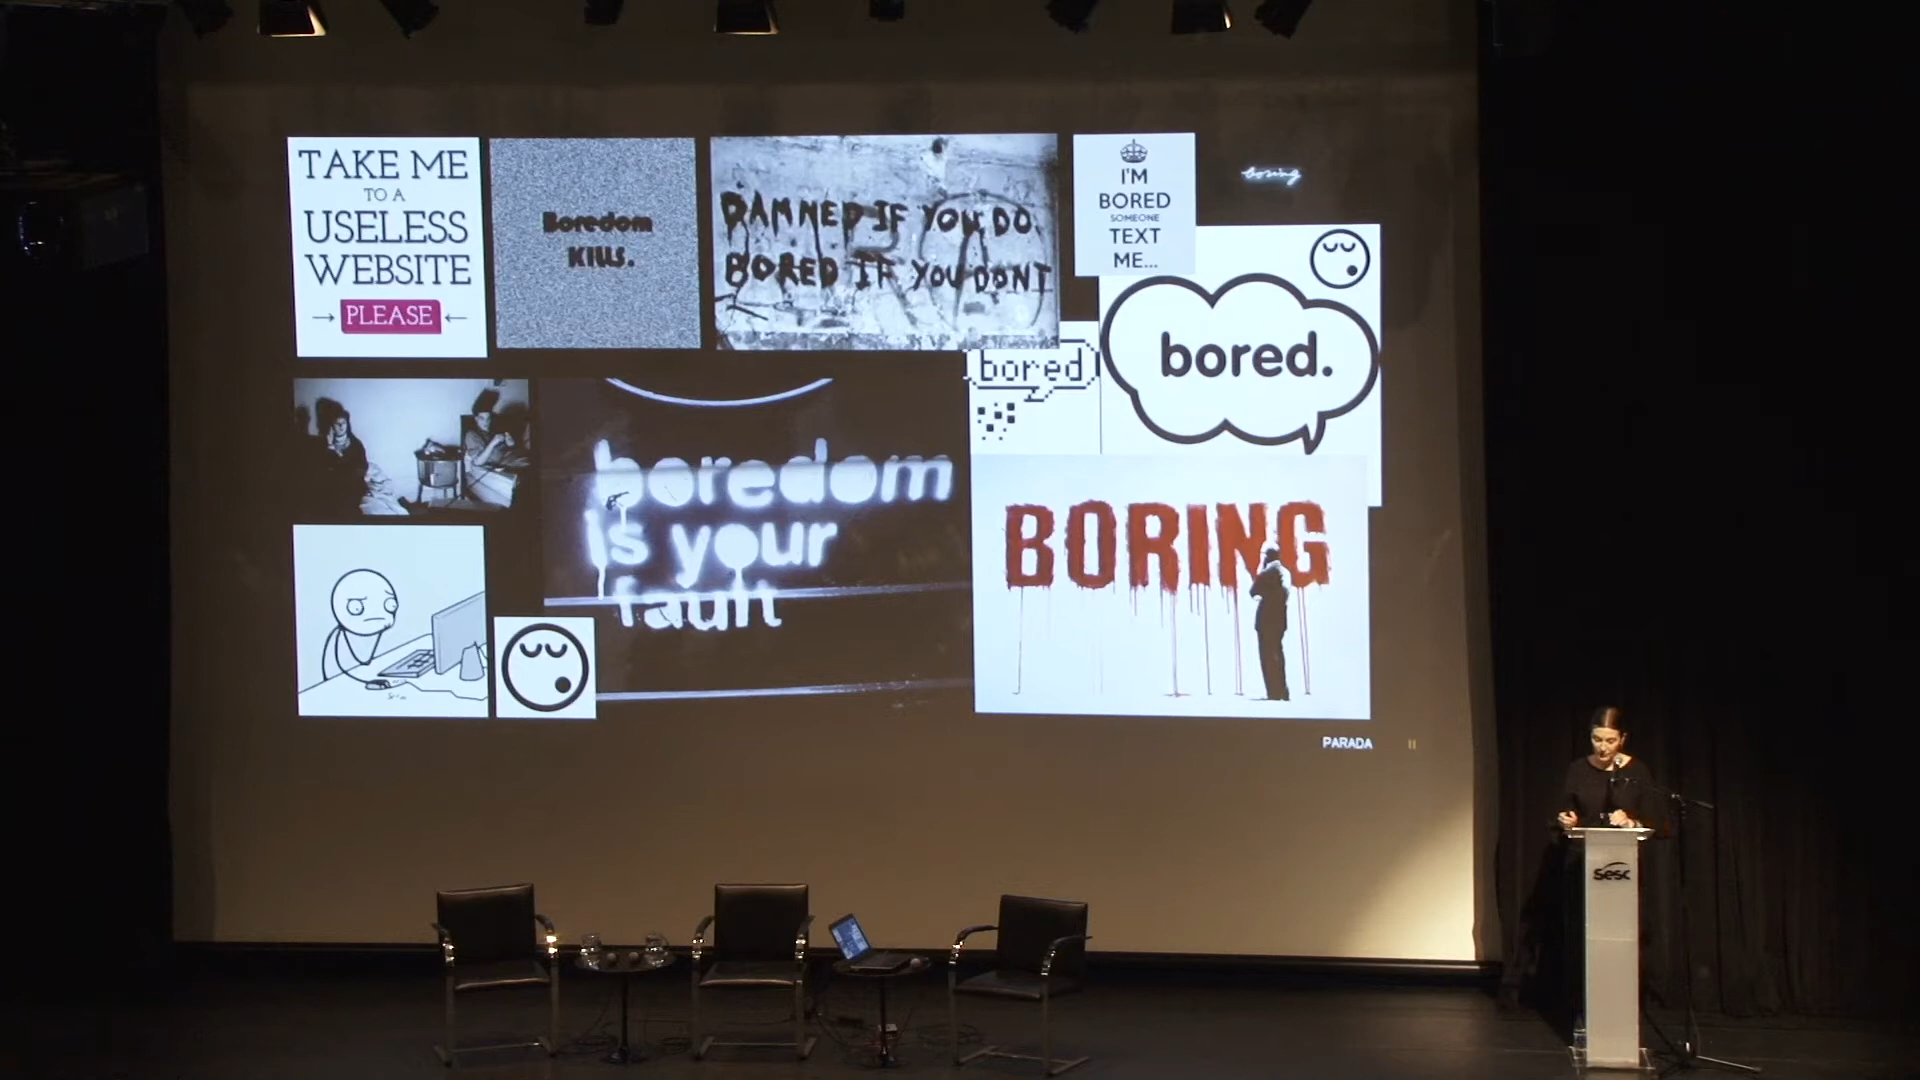 TAKE ME
TO A
USELESS
WEBSITE
→ PLEASE ←
Boredom
KILLS.
DAMNED IF YOU DO.
BORED IF YOU DONT
I'M
BORED
SOMEONE
TEXT
ME...
boring
bored
bored.
boredom
is your
fault
BORING
PARADA
sesc